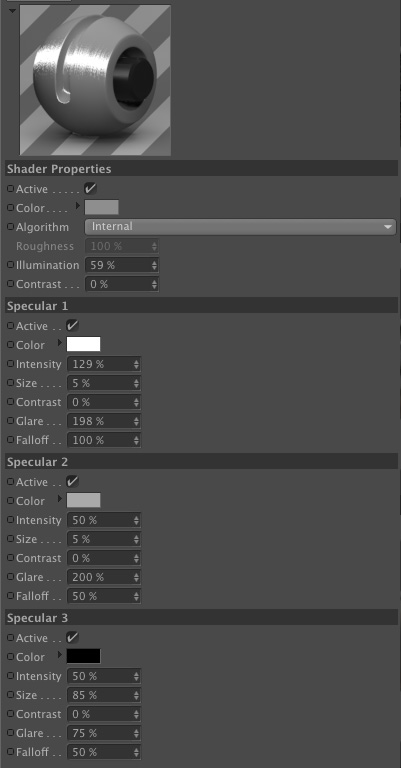 Shader Properties
Active . . . . .
Color . . . .
Algorithm Internal
Roughness 100 %
Illumination 59 %
Contrast . . . 0 %
Specular 1
Active . .
Color
Intensity 129 %
Size . . . . 5 %
Contrast 0 %
Glare . . . 198 %
Falloff . . 100 %
Specular 2
Active . .
Color
Intensity 50 %
Size . . . . 5 %
Contrast 0 %
Glare . . . 200 %
Falloff . . 50 %
Specular 3
Active . .
Color
Intensity 50 %
Size . . . . 85 %
Contrast 0 %
Glare . . . 75 %
Falloff . . 50 %